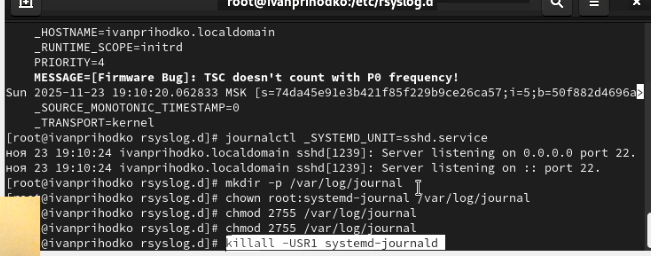 root@ivanprihodko:/etc/rsyslog.d
_HOSTNAME=ivanprihodko.localdomain
_RUNTIME_SCOPE=initrd
PRIORITY=4
MESSAGE=[Firmware Bug]: TSC doesn't count with P0 frequency!
Sun 2025-11-23 19:10:20.062833 MSK [s=74da45e91e3b421f85f229b9ce26ca57;i=5;b=50f882d4696a>
_SOURCE_MONOTONIC_TIMESTAMP=0
_TRANSPORT=kernel
[root@ivanprihodko rsyslog.d]# journalctl _SYSTEMD_UNIT=sshd.service
ноя 23 19:10:24 ivanprihodko.localdomain sshd[1239]: Server listening on 0.0.0.0 port 22.
ноя 23 19:10:24 ivanprihodko.localdomain sshd[1239]: Server listening on :: port 22.
[root@ivanprihodko rsyslog.d]# mkdir -p /var/log/journal
[root@ivanprihodko rsyslog.d]# chown root:systemd-journal /var/log/journal
@ivanprihodko rsyslog.d]# chmod 2755 /var/log/journal
@ivanprihodko rsyslog.d]# chmod 2755 /var/log/journal
@ivanprihodko rsyslog.d]# killall -USR1 systemd-journald